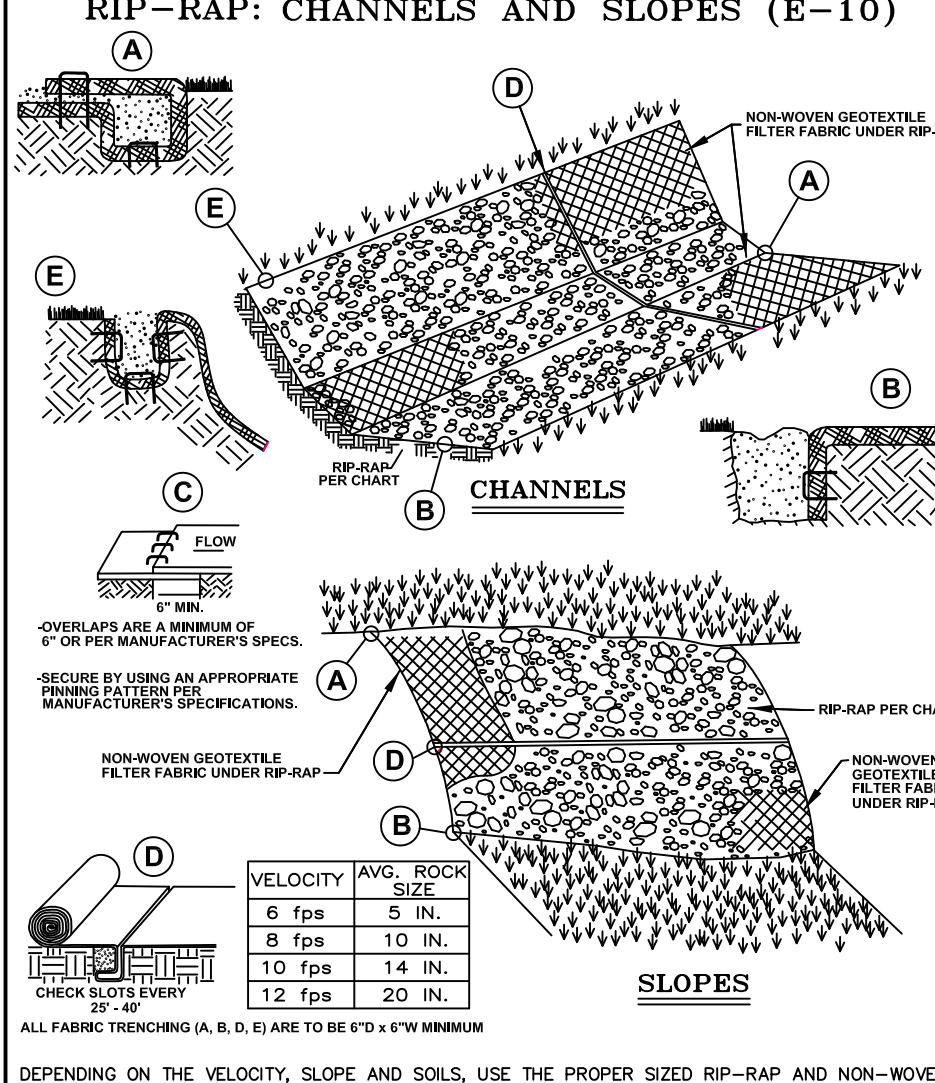 RIP-RAP: CHANNELS AND SLOPES (E-10)
A
D
NON-WOVEN GEOTEXTILE
FILTER FABRIC UNDER RIP-
A
E
E
B
RIP-RAP
PER CHART
B
CHANNELS
C
FLOW
6" MIN.
-OVERLAPS ARE A MINIMUM OF
6" OR PER MANUFACTURER'S SPECS.
-SECURE BY USING AN APPROPRIATE
PINNING PATTERN PER
MANUFACTURER'S SPECIFICATIONS.
A
RIP-RAP PER CHA
NON-WOVEN GEOTEXTILE
FILTER FABRIC UNDER RIP-RAP
D
NON-WOVEN
GEOTEXTILE
FILTER FAB
UNDER RIP-
B
D
VELOCITY AVG. ROCK SIZE
6 fps 5 IN.
8 fps 10 IN.
10 fps 14 IN.
12 fps 20 IN.
SLOPES
CHECK SLOTS EVERY
25' - 40'
ALL FABRIC TRENCHING (A, B, D, E) ARE TO BE 6"D x 6"W MINIMUM
DEPENDING ON THE VELOCITY, SLOPE AND SOILS, USE THE PROPER SIZED RIP-RAP AND NON-WOVE